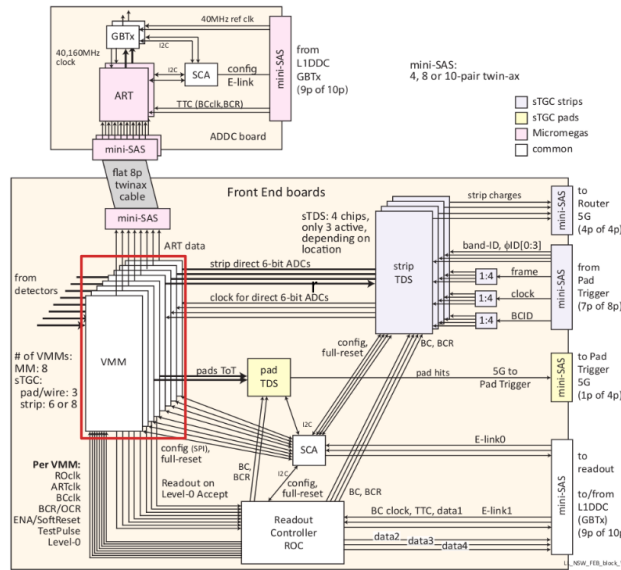 40MHz ref clk
GBTx
I2C
40,160MHz
clock
I2C
SCA
config
E-link
ART
TTC (BCclk,BCR)
mini-SAS
from
L1DDC
GBTx
(9p of 10p)
ADDC board
mini-SAS
mini-SAS:
4, 8 or 10-pair twin-ax
sTGC strips
sTGC pads
Micromegas
common
flat 8p
twinax
cable
mini-SAS
Front End boards
ART data
sTDS: 4 chips,
only 3 active,
depending on
location
strip charges
mini-SAS
to
Router
5G
(4p of 4p)
band-ID, ϕID[0:3]
from
detectors
strip direct 6-bit ADCs
r
clock for direct 6-bit ADCs
strip
TDS
1:4
frame
1:4
clock
1:4
BCID
mini-SAS
from
Pad
Trigger
(7p of 8p)
VMM
# of VMMs:
MM: 8
sTGC:
pad/wire: 3
strip: 6 or 8
config,
full-reset
BC, BCR
pads ToT
pad
TDS
pad hits
5G to
Pad Trigger
mini-SAS
to Pad
Trigger
5G
(1p of 4p)
I2C
SCA
E-link0
config (SPI),
full-reset
BC,
BCR
I2C
config,
full-reset
BC, BCR
Readout on
Level-0 Accept
Per VMM:
ROclk
ARTclk
BCclk
BCR/OCR
ENA/SoftReset
TestPulse
Level-0
Readout
Controller
ROC
BC clock, TTC, data1
E-link1
data2
data3
data4
mini-SAS
to
readout
to/from
L1DDC
(GBTx)
(9p of 10p)